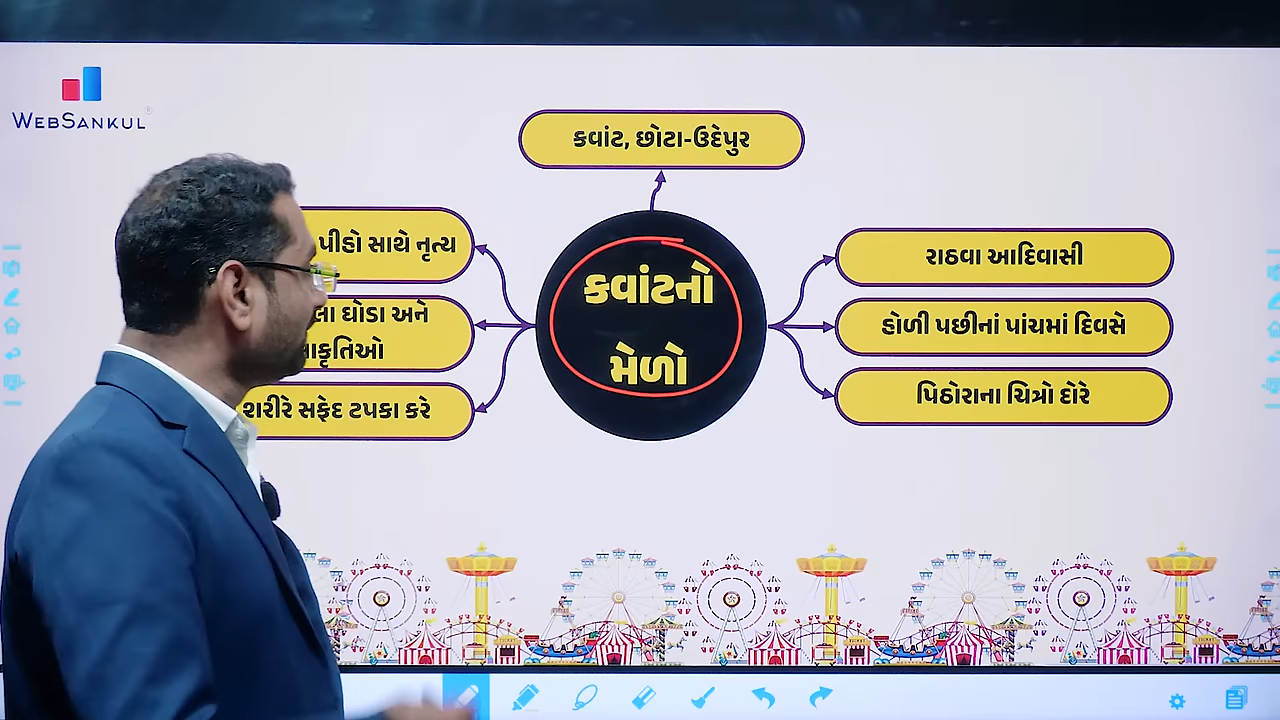 WEBSANKUL
કવાંટ, છોટા-ઉદેપુર
પીહો સાથે નૃત્ય
ઘોડા અને
શરીરે સફેદ ટપકા કરે
કવાંટનો
મેળો
રાઠવા આદિવાસી
હોળી પછીનાં પાંચમાં દિવસે
પિઠોરાના ચિત્રો દોરે